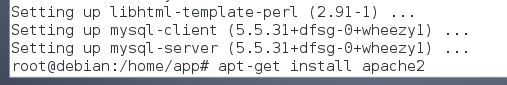 Setting up libhtml-template-perl (2.91-1) ...
Setting up mysql-client (5.5.31+dfsg-0+wheezy1) ...
Setting up mysql-server (5.5.31+dfsg-0+wheezy1) ...
root@debian:/home/app# apt-get install apache2